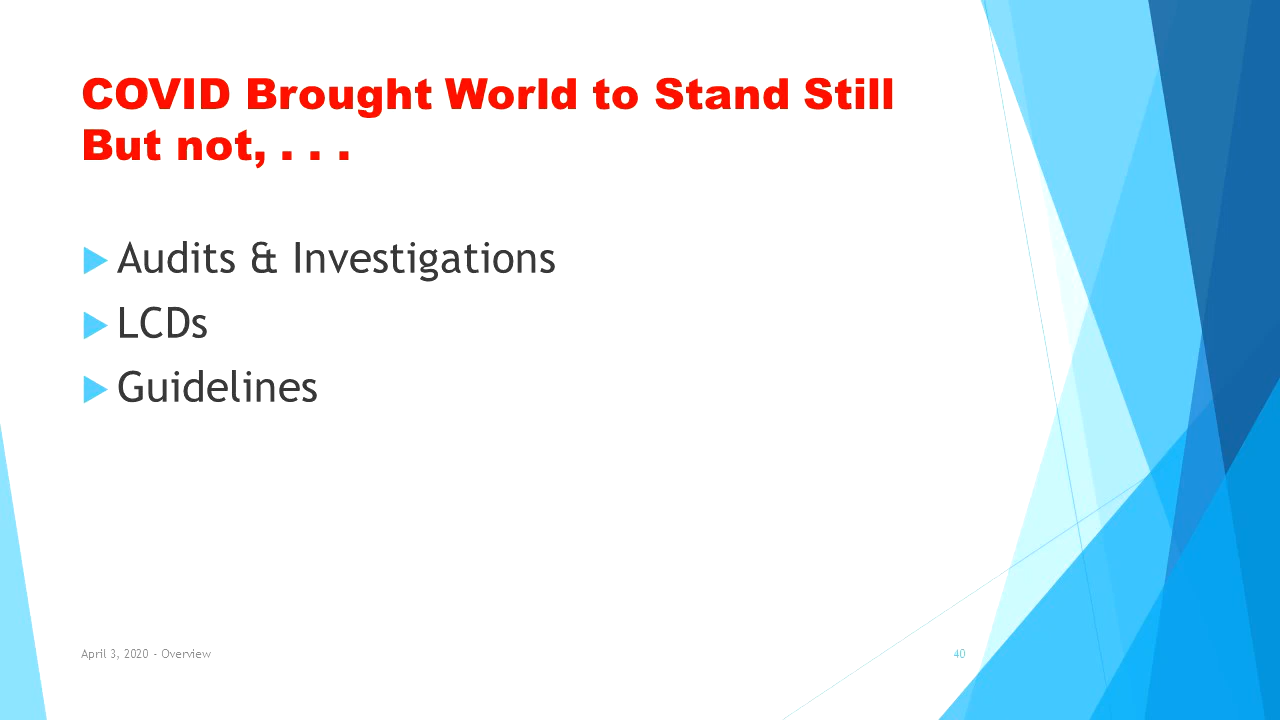 COVID Brought World to Stand Still
But not, . . .
Audits & Investigations
LCDs
Guidelines
April 3, 2020 - Overview
40